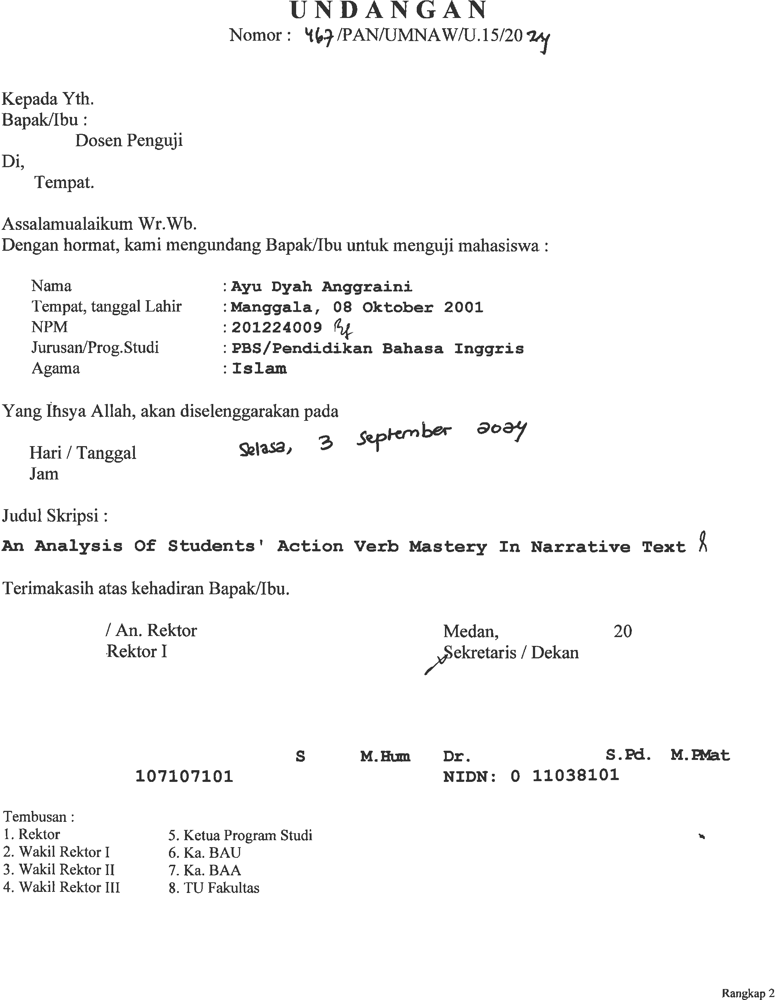 U N D A N G A N
Nomor : 467/PAN/UMNAW/U.15/2024
Kepada Yth.
Bapak/Ibu :
Dosen Penguji
Di,
Tempat.
Assalamualaikum Wr.Wb.
Dengan hormat, kami mengundang Bapak/Ibu untuk menguji mahasiswa :
Nama : Ayu Dyah Anggraini
Tempat, tanggal Lahir : Manggala, 08 Oktober 2001
NPM : 201224009
Jurusan/Prog.Studi : PBS/Pendidikan Bahasa Inggris
Agama : Islam
Yang Ihsya Allah, akan diselenggarakan pada
Hari / Tanggal Selasa, 3 September 2024
Jam
Judul Skripsi :
An Analysis Of Students' Action Verb Mastery In Narrative Text
Terimakasih atas kehadiran Bapak/Ibu.
/ An. Rektor Medan, 20
Rektor I Sekretaris / Dekan
S M.Hum Dr. S.Pd. M.PMat
107107101 NIDN: 0 11038101
Tembusan :
1. Rektor 5. Ketua Program Studi
2. Wakil Rektor I 6. Ka. BAU
3. Wakil Rektor II 7. Ka. BAA
4. Wakil Rektor III 8. TU Fakultas
Rangkap 2